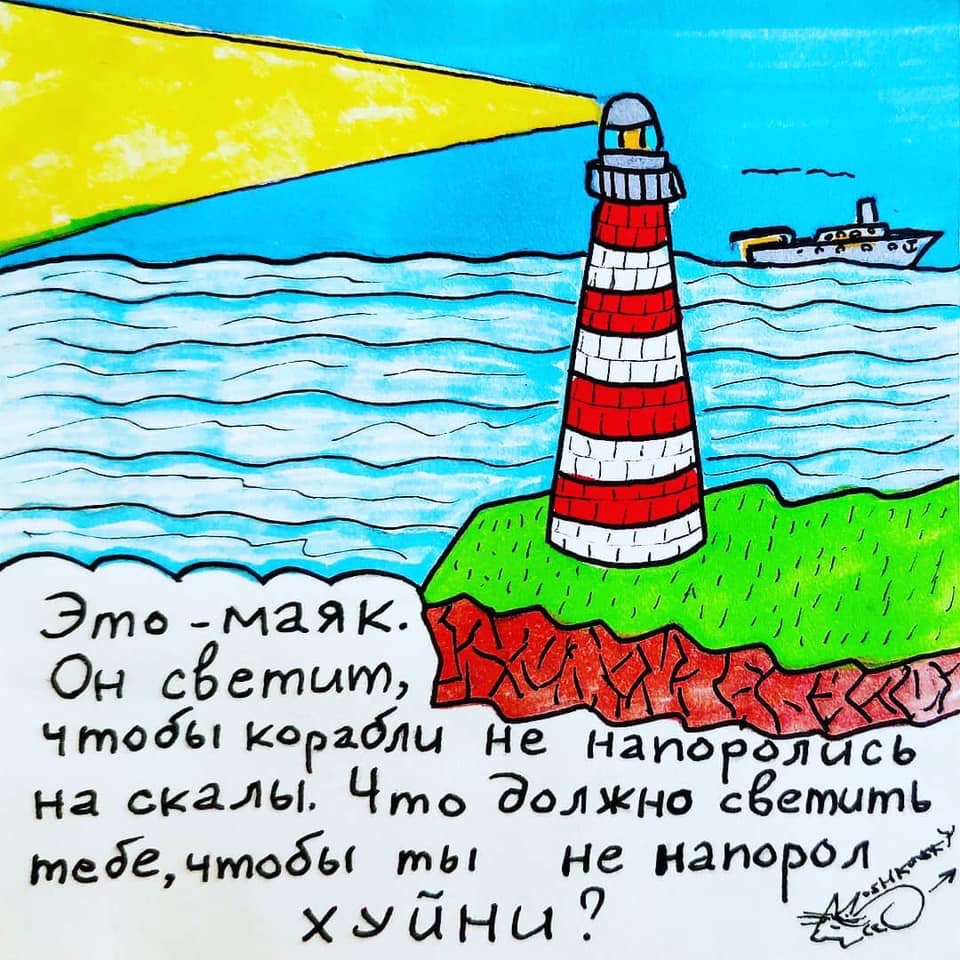 Это - маяк.
Он светит,
чтобы корабли не напоролись
на скалы. Что должно светить
тебе, чтобы ты не напорол
хуйни?